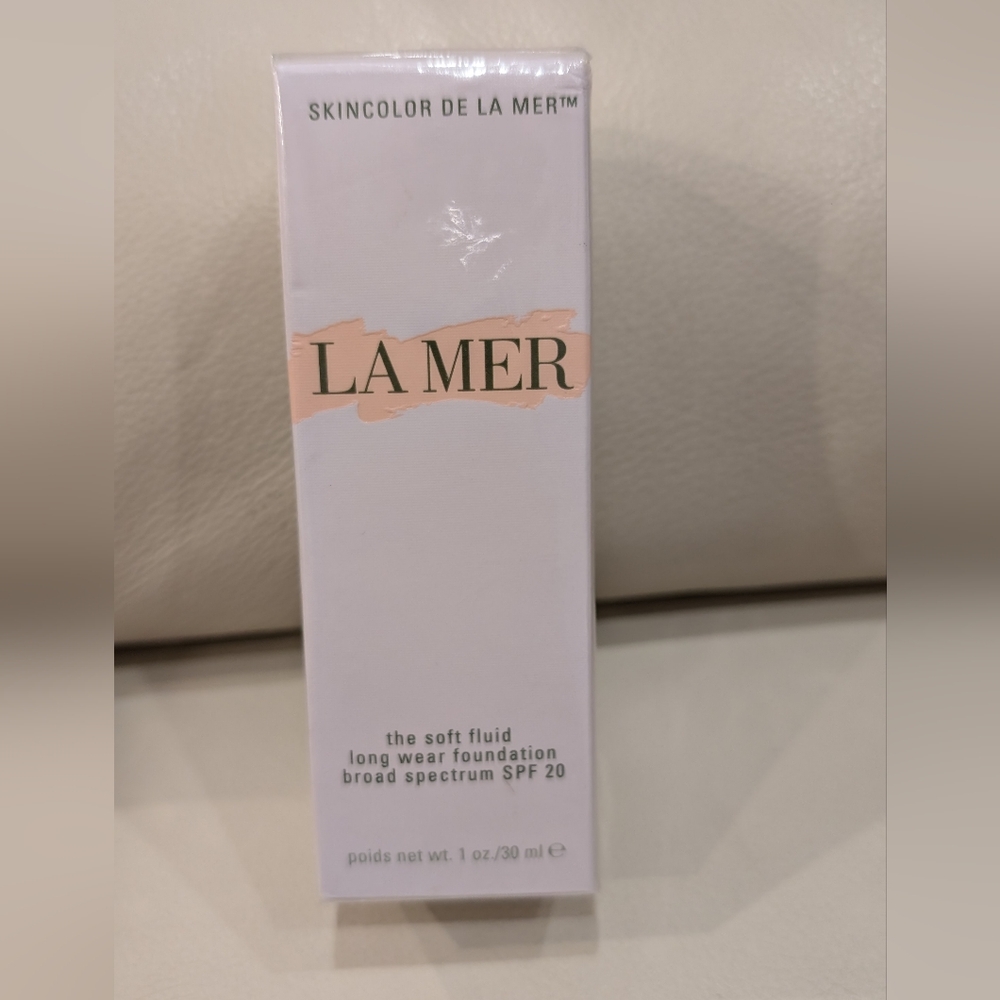 SKINCOLOR DE LA MER™
LA MER
the soft fluid
long wear foundation
broad spectrum SPF 20
poids net wt. 1 oz./30 ml ℮